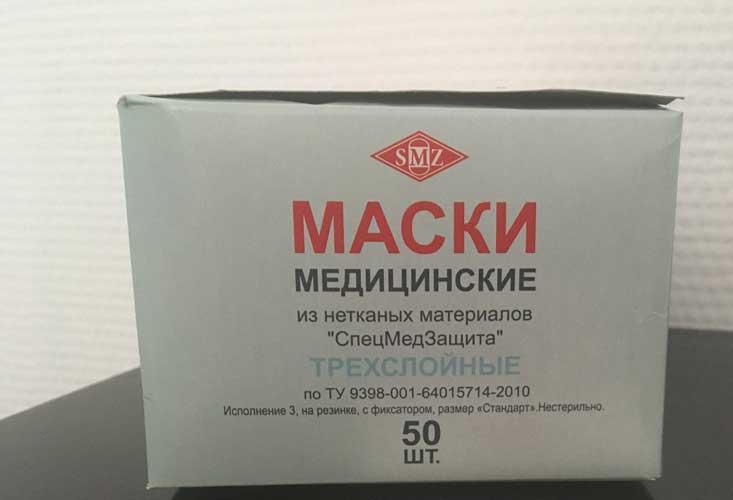 SMZ
МАСКИ
МЕДИЦИНСКИЕ
из нетканых материалов
"СпецМедЗащита"
ТРЕХСЛОЙНЫЕ
по ТУ 9398-001-64015714-2010
Исполнение 3, на резинке, с фиксатором, размер «Стандарт».Нестерильно.
50
ШТ.